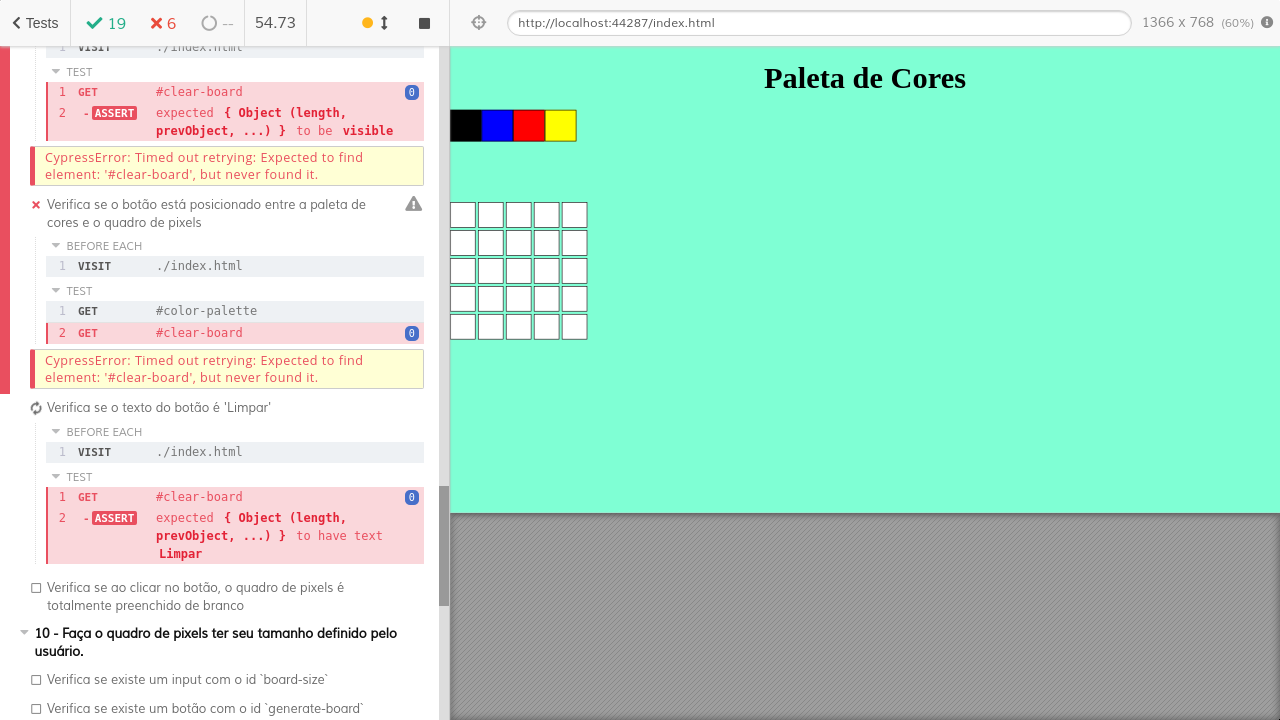 Tests 19 6 -- 54.73 http://localhost:44287/index.html 1366 x 768 (60%)
1 VISIT ./index.html
TEST
1 GET #clear-board 0
2 -ASSERT expected { Object (length,
prevObject, ...) } to be visible
CypressError: Timed out retrying: Expected to find
element: '#clear-board', but never found it.
Verifica se o botão está posicionado entre a paleta de
cores e o quadro de pixels
BEFORE EACH
1 VISIT ./index.html
TEST
1 GET #color-palette
2 GET #clear-board 0
CypressError: Timed out retrying: Expected to find
element: '#clear-board', but never found it.
Verifica se o texto do botão é 'Limpar'
BEFORE EACH
1 VISIT ./index.html
TEST
1 GET #clear-board 0
2 -ASSERT expected { Object (length,
prevObject, ...) } to have text
Limpar
Verifica se ao clicar no botão, o quadro de pixels é
totalmente preenchido de branco
10 - Faça o quadro de pixels ter seu tamanho definido pelo
usuário.
Verifica se existe um input com o id `board-size`
Verifica se existe um botão com o id `generate-board`
Paleta de Cores